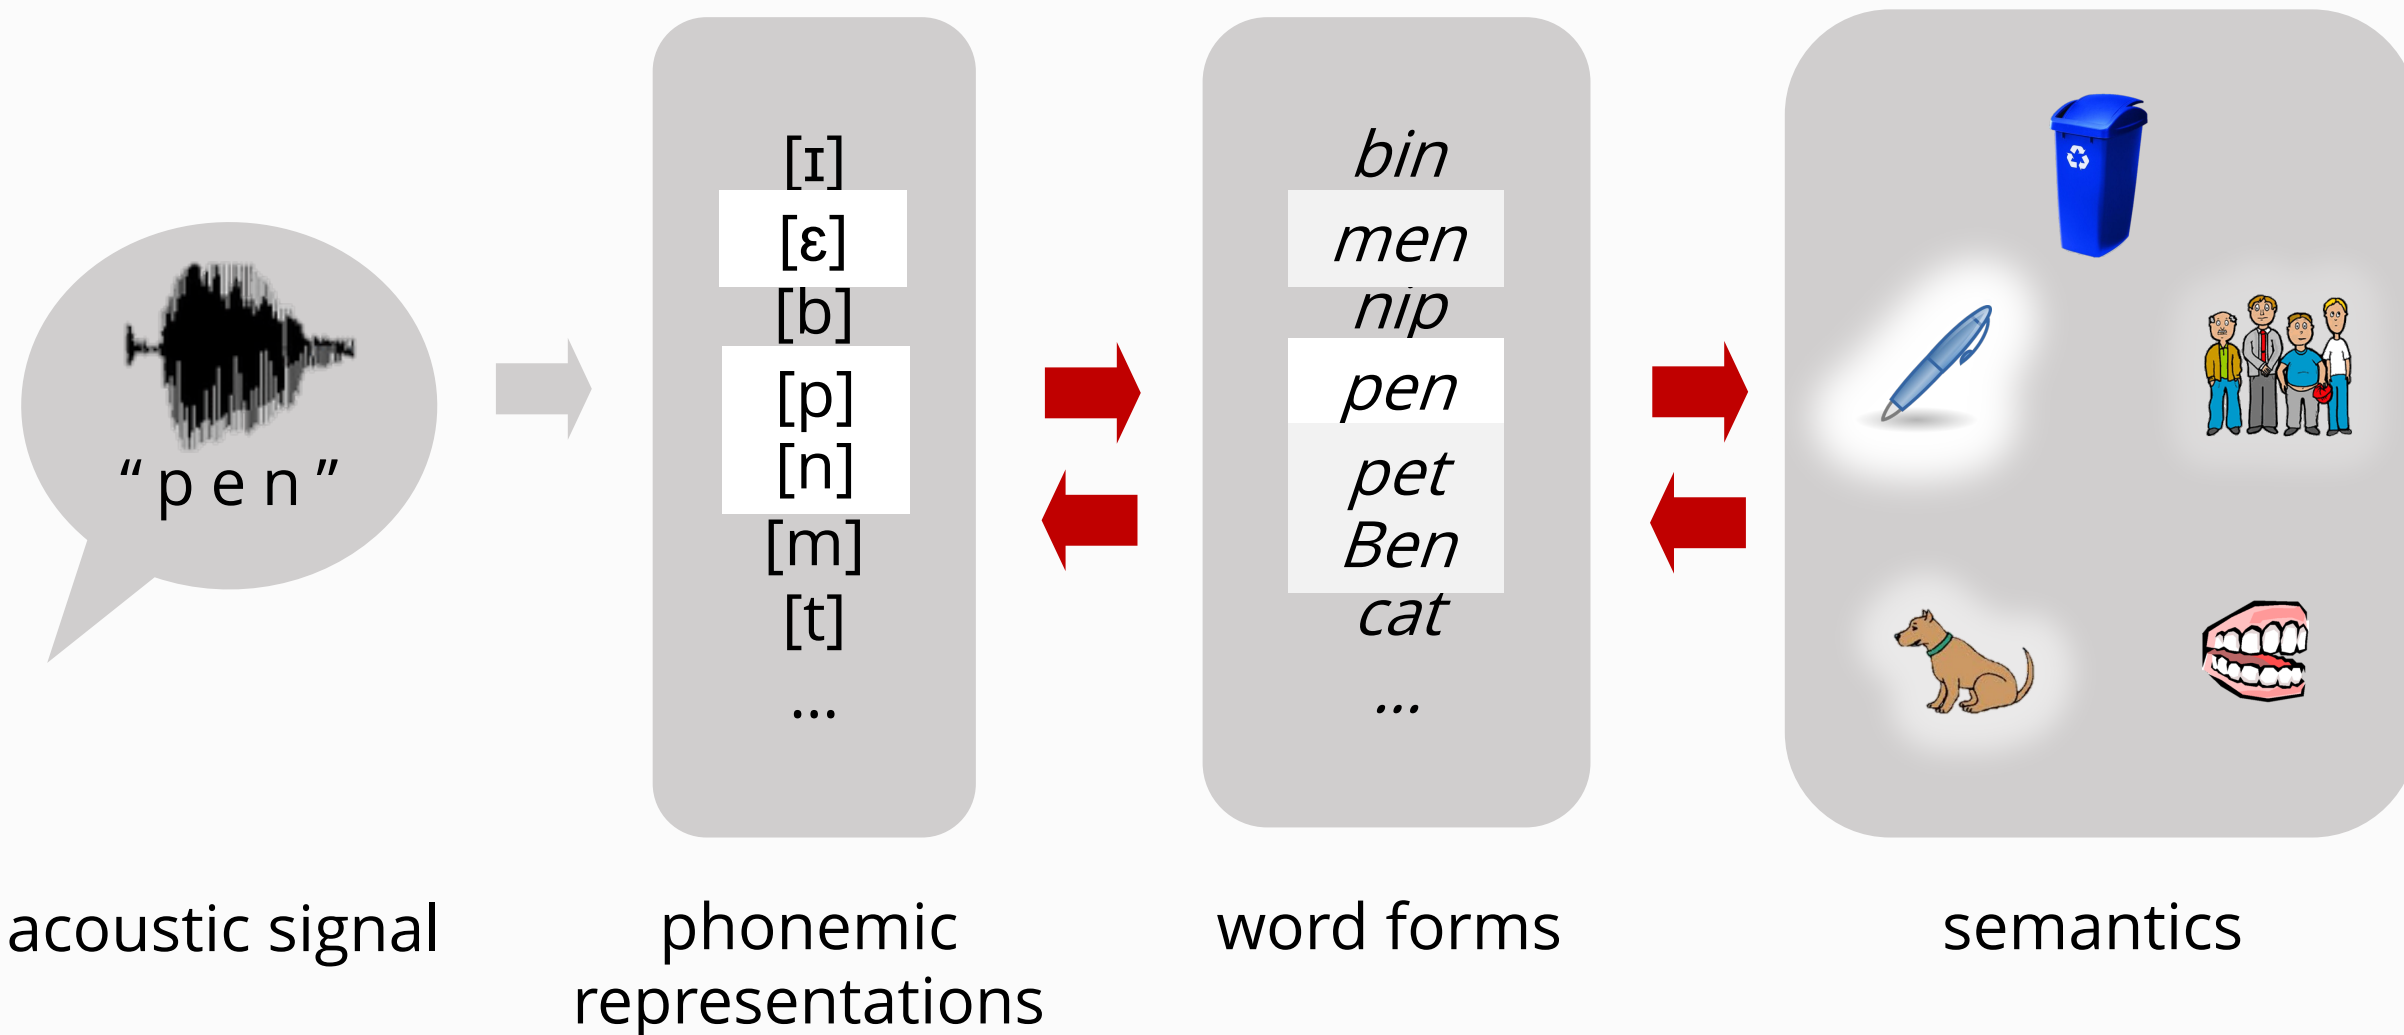 “ p e n ”
[ɪ]
[ɛ]
[b]
[p]
[n]
[m]
[t]
...
bin
men
nip
pen
pet
Ben
cat
...
acoustic signal
phonemic
representations
word forms
semantics